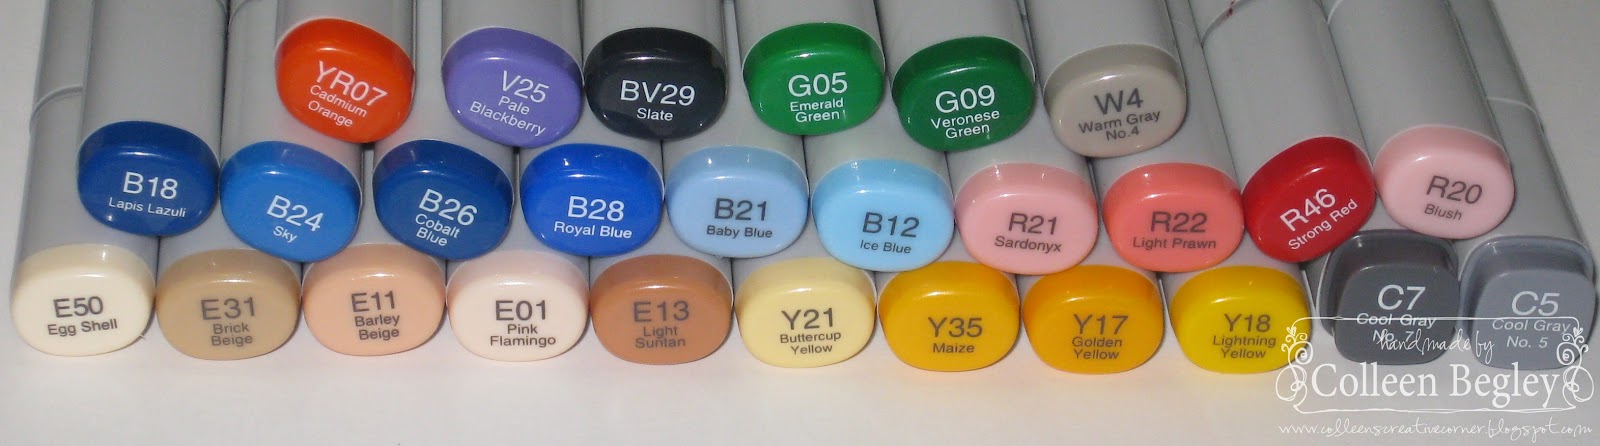 YR07
Cadmium
Orange
V25
Pale
Blackberry
BV29
Slate
G05
Emerald
Green
G09
Veronese
Green
W4
Warm Gray
No.4
B18
Lapis Lazuli
B24
Sky
B26
Cobalt
Blue
B28
Royal Blue
B21
Baby Blue
B12
Ice Blue
R21
Sardonyx
R22
Light Prawn
R46
Strong Red
R20
Blush
E50
Egg Shell
E31
Brick
Beige
E11
Barley
Beige
E01
Pink
Flamingo
E13
Light
Suntan
Y21
Buttercup
Yellow
Y35
Maize
Y17
Golden
Yellow
Y18
Lightning
Yellow
C7
Cool Gray
No. 7
C5
Cool Gray
No. 5
handmade by
Colleen Begley
www.colleenscreativecorner.blogspot.com